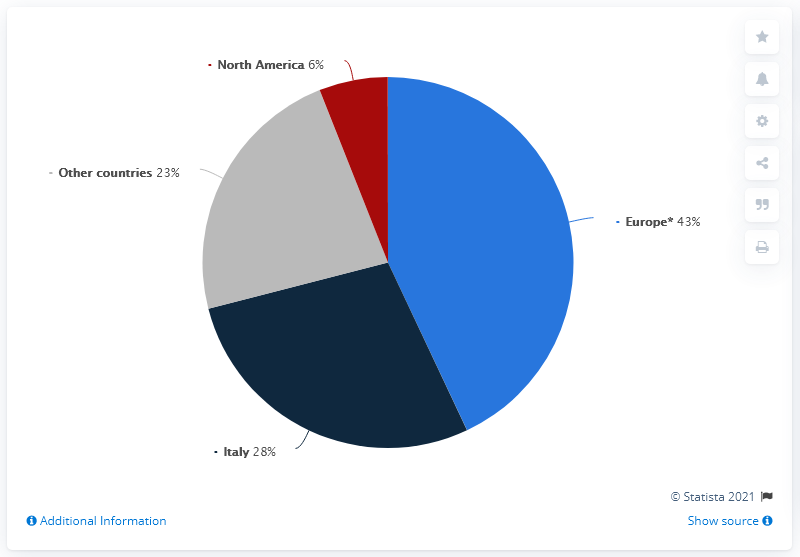 North America 6%
Other countries 23%
Europe* 43%
Italy 28%
© Statista 2021
Additional Information
Show source